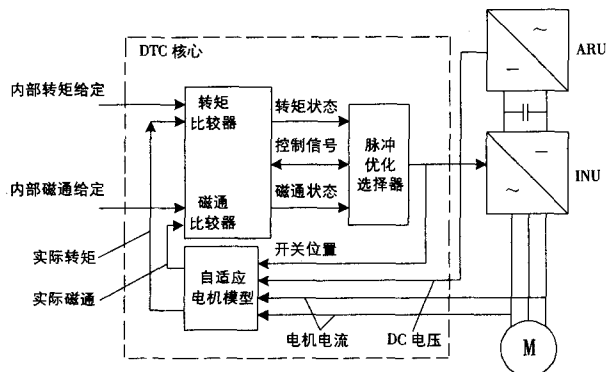 DTC 核心
ARU
内部转矩给定
转矩
比较器
转矩状态
控制信号
脉冲
优化
选择器
INU
内部磁通给定
磁通
比较器
磁通状态
开关位置
实际转矩
自适应
电机模型
实际磁通
电机电流
DC 电压
M